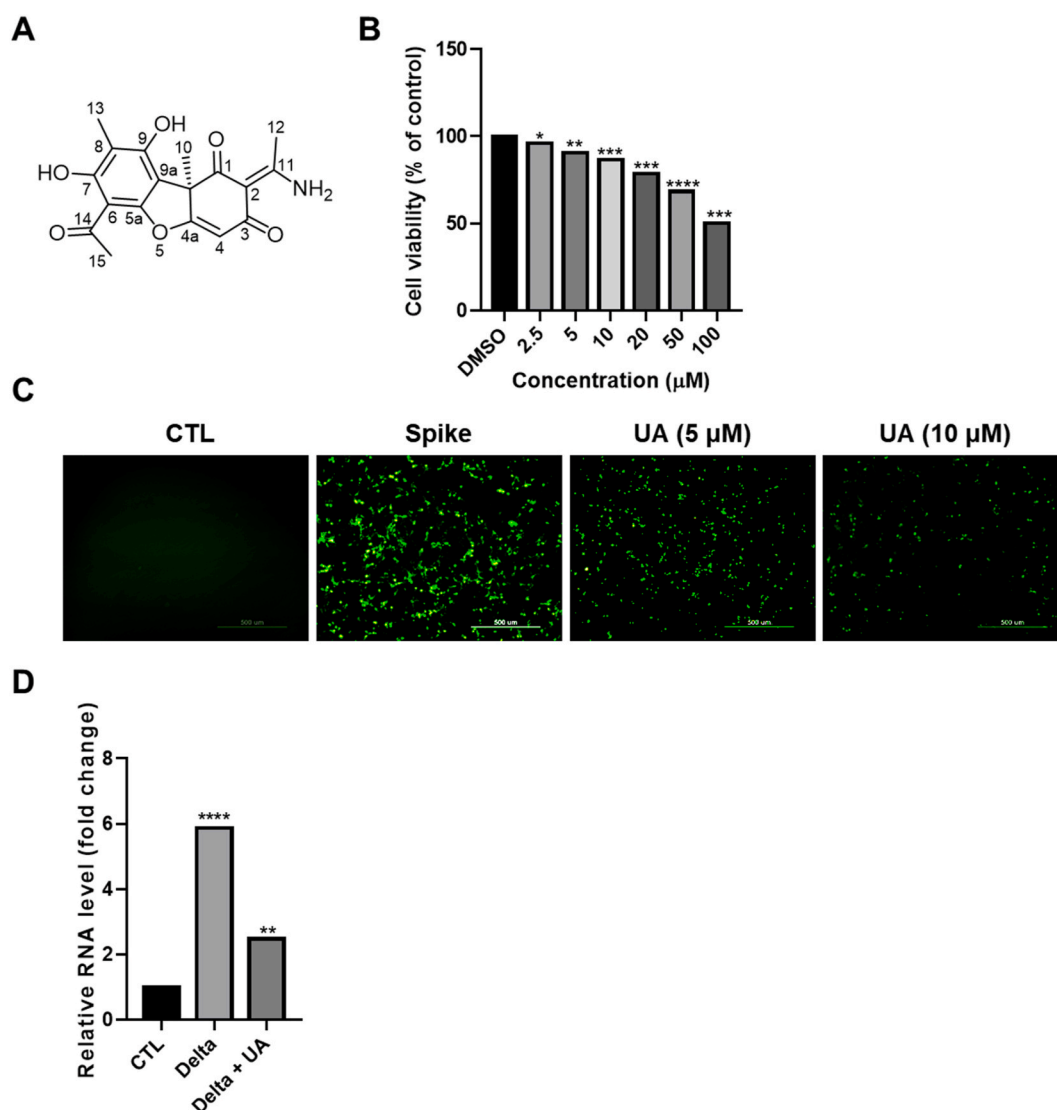 A
13
OH
12
10
O
8
9
9a
1
11
HO
7
2
NH₂
14
6
5a
O
15
O
5
4a
4
3
O
B
Cell viability (% of control)
150
100
50
0
*
**
***
***
****
***
DMSO
2.5
5
10
20
50
100
Concentration (μM)
C
CTL
Spike
UA (5 μM)
UA (10 μM)
500 um
500 um
500 um
500 um
D
Relative RNA level (fold change)
8
6
4
2
0
****
**
CTL
Delta
Delta + UA